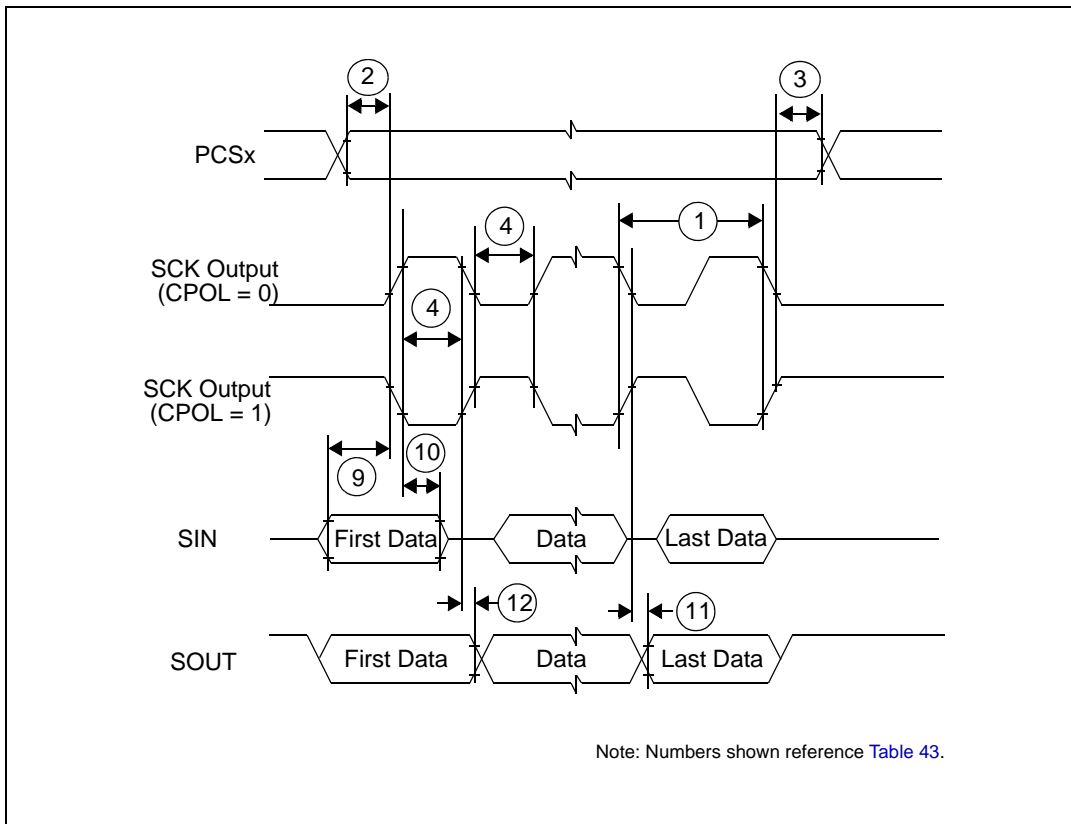 2
3
PCSx
4
1
SCK Output
(CPOL = 0)
4
SCK Output
(CPOL = 1)
9
10
SIN
First Data
Data
Last Data
12
11
SOUT
First Data
Data
Last Data
Note: Numbers shown reference Table 43.